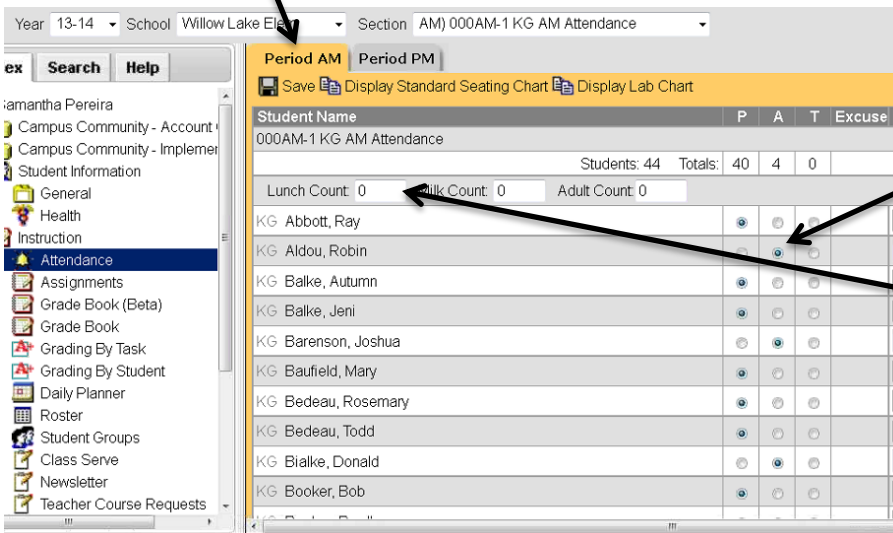 Year 13-14 School Willow Lake Elem Section AM) 000AM-1 KG AM Attendance
ex Search Help
Period AM Period PM
Save Display Standard Seating Chart Display Lab Chart
Samantha Pereira
Campus Community - Account
Campus Community - Implemen
Student Information
General
Health
Instruction
Attendance
Assignments
Grade Book (Beta)
Grade Book
Grading By Task
Grading By Student
Daily Planner
Roster
Student Groups
Class Serve
Newsletter
Teacher Course Requests
Student Name P A T Excuse
000AM-1 KG AM Attendance
Students: 44 Totals: 40 4 0
Lunch Count: 0 Milk Count: 0 Adult Count: 0
KG Abbott, Ray
KG Aldou, Robin
KG Balke, Autumn
KG Balke, Jeni
KG Barenson, Joshua
KG Baufield, Mary
KG Bedeau, Rosemary
KG Bedeau, Todd
KG Bialke, Donald
KG Booker, Bob